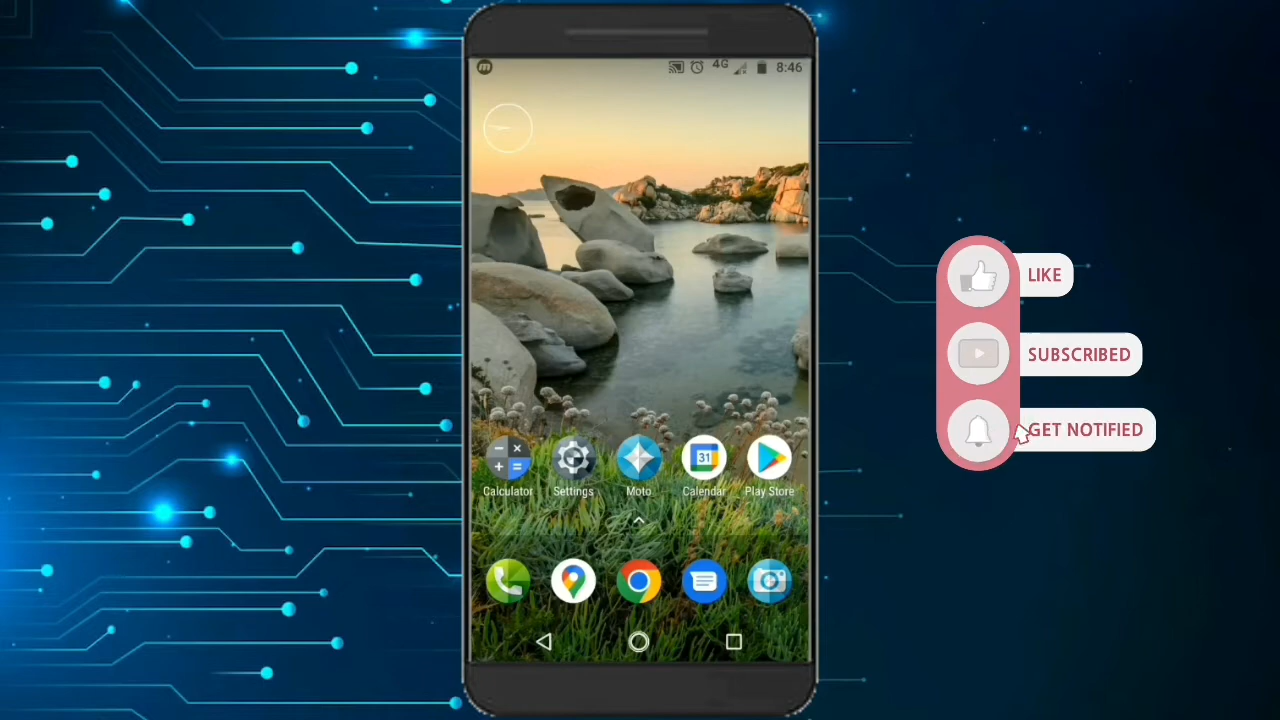 4G 8:46
31
Calculator Settings Moto Calendar Play Store
LIKE
SUBSCRIBED
GET NOTIFIED